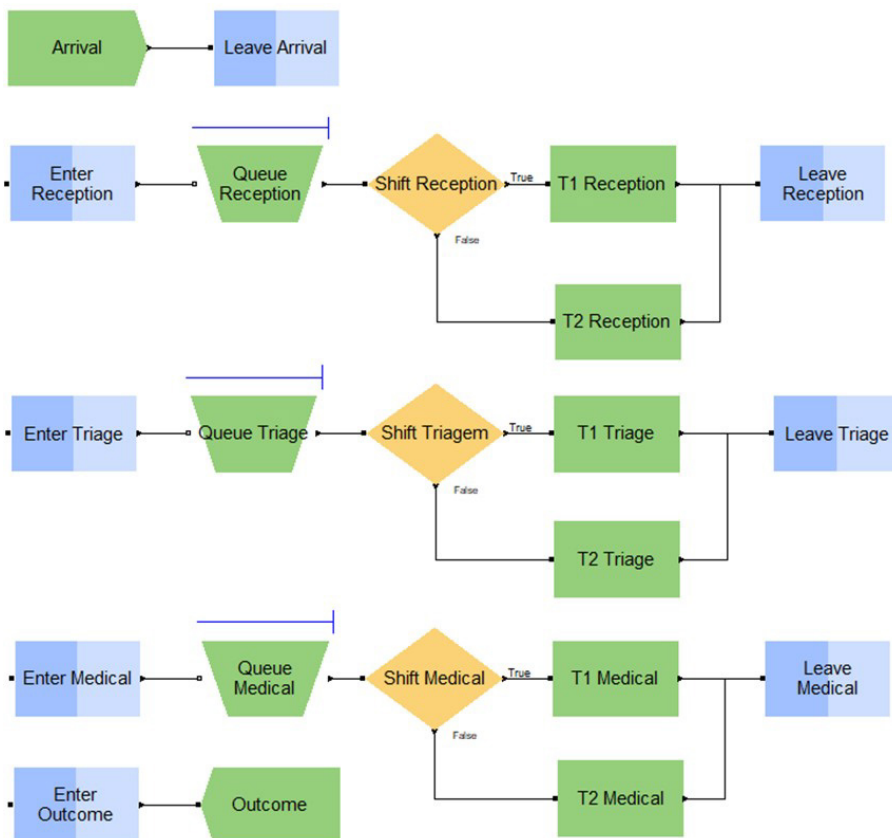 Arrival
Leave Arrival
Enter
Reception
Queue
Reception
Shift Reception
True
False
T1 Reception
T2 Reception
Leave
Reception
Enter Triage
Queue Triage
Shift Triagem
True
False
T1 Triage
T2 Triage
Leave Triage
Enter Medical
Queue
Medical
Shift Medical
True
False
T1 Medical
T2 Medical
Leave
Medical
Enter
Outcome
Outcome